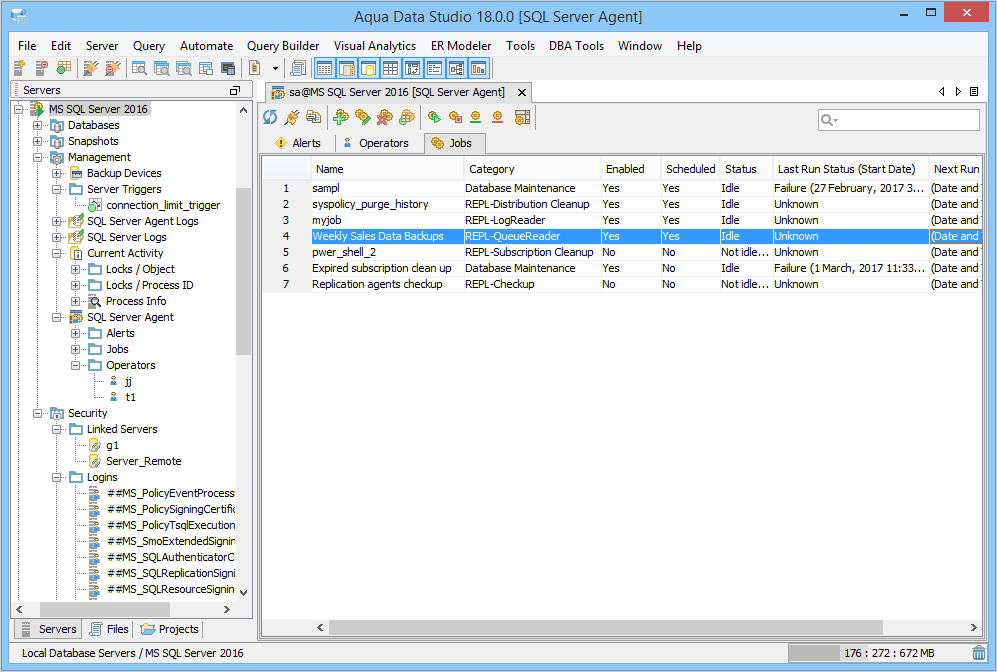 Aqua Data Studio 18.0.0 [SQL Server Agent]
File Edit Server Query Automate Query Builder Visual Analytics ER Modeler Tools DBA Tools Window Help
Servers
MS SQL Server 2016
Databases
Snapshots
Management
Backup Devices
Server Triggers
connection_limit_trigger
SQL Server Agent Logs
SQL Server Logs
Current Activity
Locks / Object
Locks / Process ID
Process Info
SQL Server Agent
Alerts
Jobs
Operators
jj
t1
Security
Linked Servers
g1
Server_Remote
Logins
##MS_PolicyEventProcess
##MS_PolicySigningCertific
##MS_PolicyTsqlExecution
##MS_SmoExtendedSignin
##MS_SQLAuthenticatorC
##MS_SQLReplicationSigni
##MS_SQLResourceSignin
Servers Files Projects
sa@MS SQL Server 2016 [SQL Server Agent]
Alerts Operators Jobs
Name Category Enabled Scheduled Status Last Run Status (Start Date) Next Run
1 sampl Database Maintenance Yes Yes Idle Failure (27 February, 2017 3... (Date and
2 syspolicy_purge_history REPL-Distribution Cleanup Yes Yes Idle Unknown (Date and
3 myjob REPL-LogReader Yes Yes Idle Unknown (Date and
4 Weekly Sales Data Backups REPL-QueueReader Yes Yes Idle Unknown (Date and
5 pwer_shell_2 REPL-Subscription Cleanup No No Not idle... Unknown (Date and
6 Expired subscription clean up Database Maintenance Yes No Idle Failure (1 March, 2017 11:33... (Date and
7 Replication agents checkup REPL-Checkup No No Not idle... Unknown (Date and
Local Database Servers / MS SQL Server 2016
176 : 272 : 672 MB